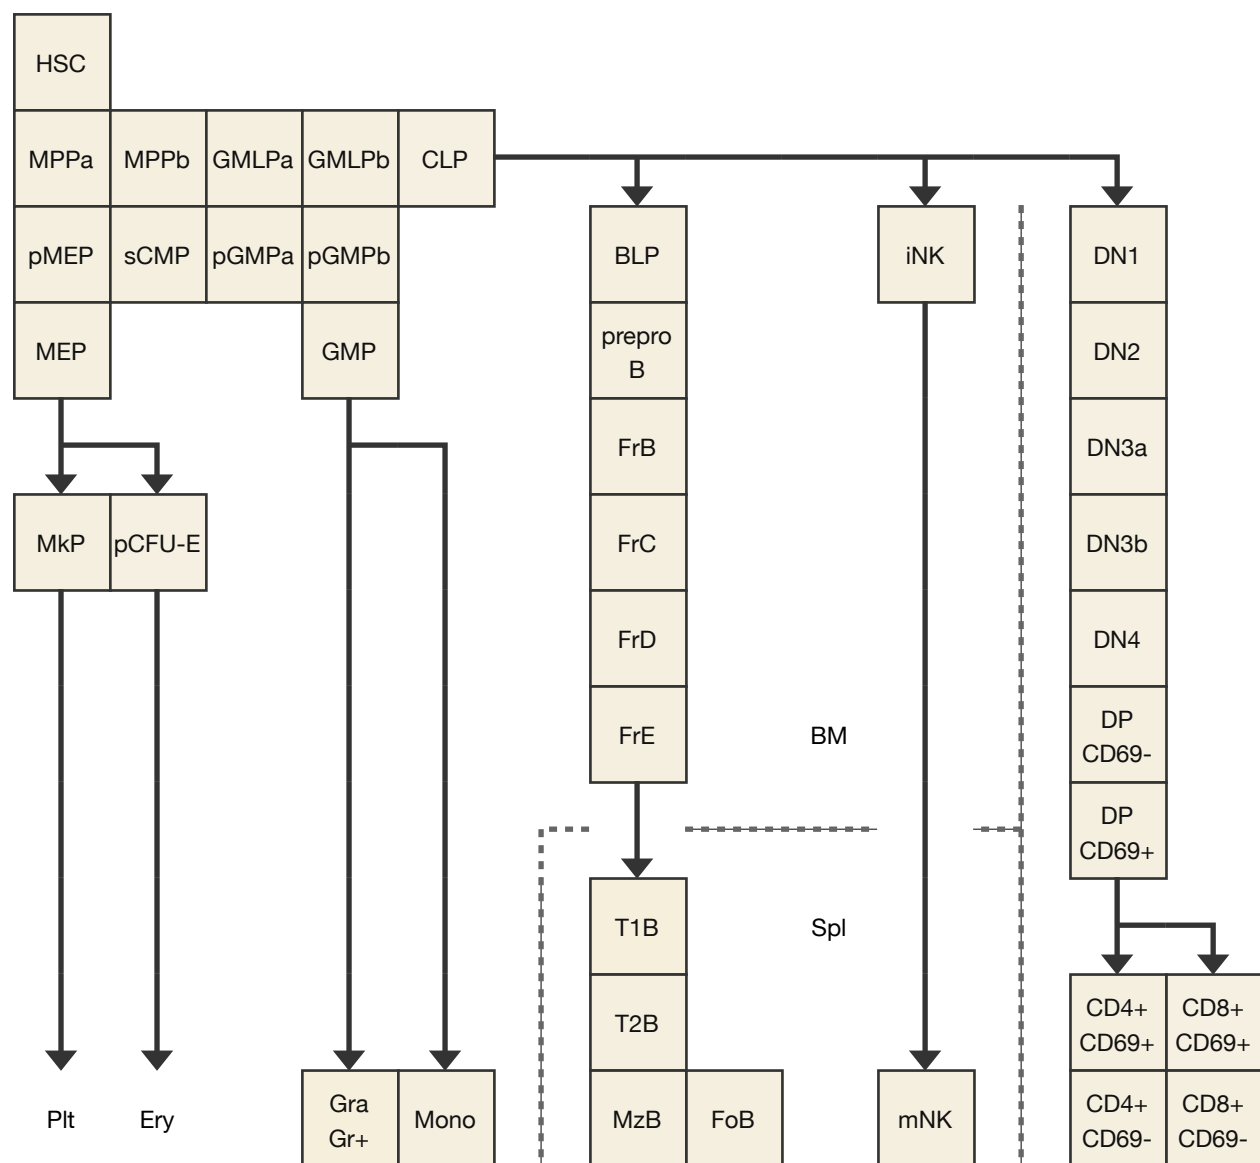 HSC
MPPa MPPb GMLPa GMLPb CLP
pMEP sCMP pGMPa pGMPb BLP iNK DN1
MEP GMP prepro
B DN2
FrB DN3a
MkP pCFU-E FrC DN3b
FrD DN4
FrE BM DP
CD69-
DP
CD69+
T1B Spl
T2B CD4+
CD69+ CD8+
CD69+
Plt Ery Gra
Gr+ Mono MzB FoB mNK CD4+
CD69- CD8+
CD69-